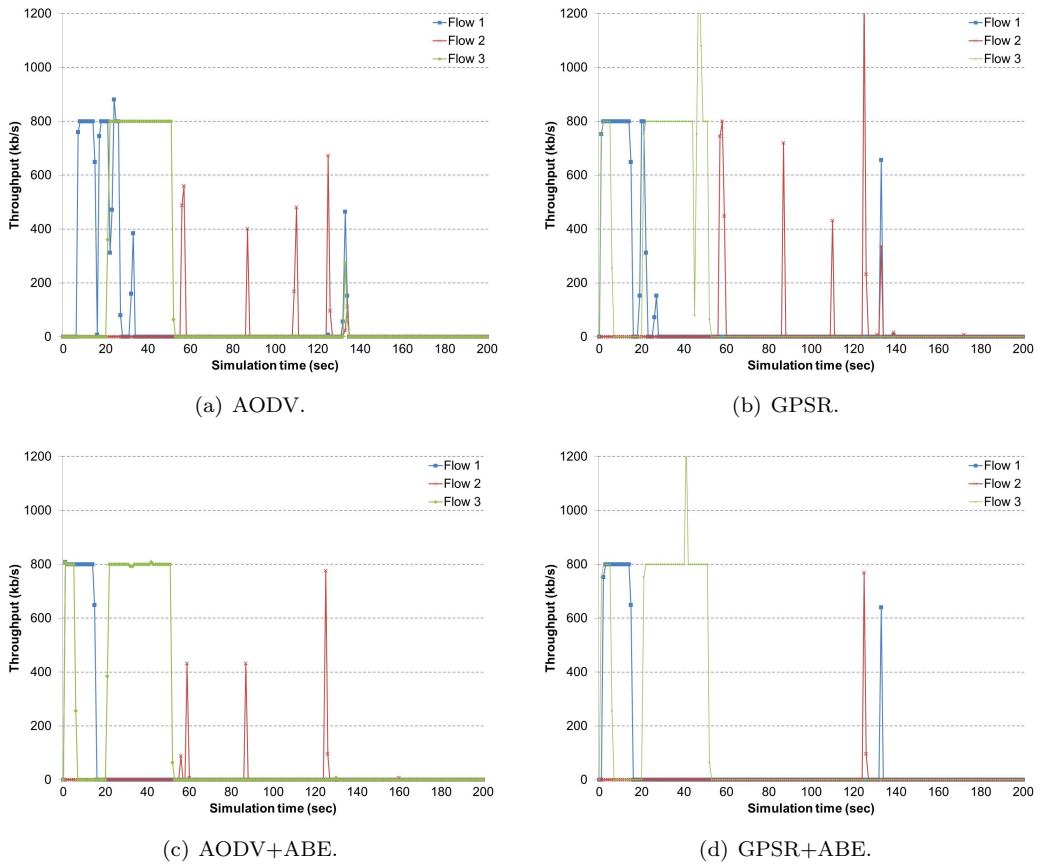 1200
1000
800
600
400
200
0
Throughput (kb/s)
0 20 40 60 80 100 120 140 160 180 200
Simulation time (sec)
Flow 1
Flow 2
Flow 3
(a) AODV.
1200
1000
800
600
400
200
0
Throughput (kb/s)
0 20 40 60 80 100 120 140 160 180 200
Simulation time (sec)
Flow 1
Flow 2
Flow 3
(b) GPSR.
1200
1000
800
600
400
200
0
Throughput (kb/s)
0 20 40 60 80 100 120 140 160 180 200
Simulation time (sec)
Flow 1
Flow 2
Flow 3
(c) AODV+ABE.
1200
1000
800
600
400
200
0
Throughput (kb/s)
0 20 40 60 80 100 120 140 160 180 200
Simulation time (sec)
Flow 1
Flow 2
Flow 3
(d) GPSR+ABE.